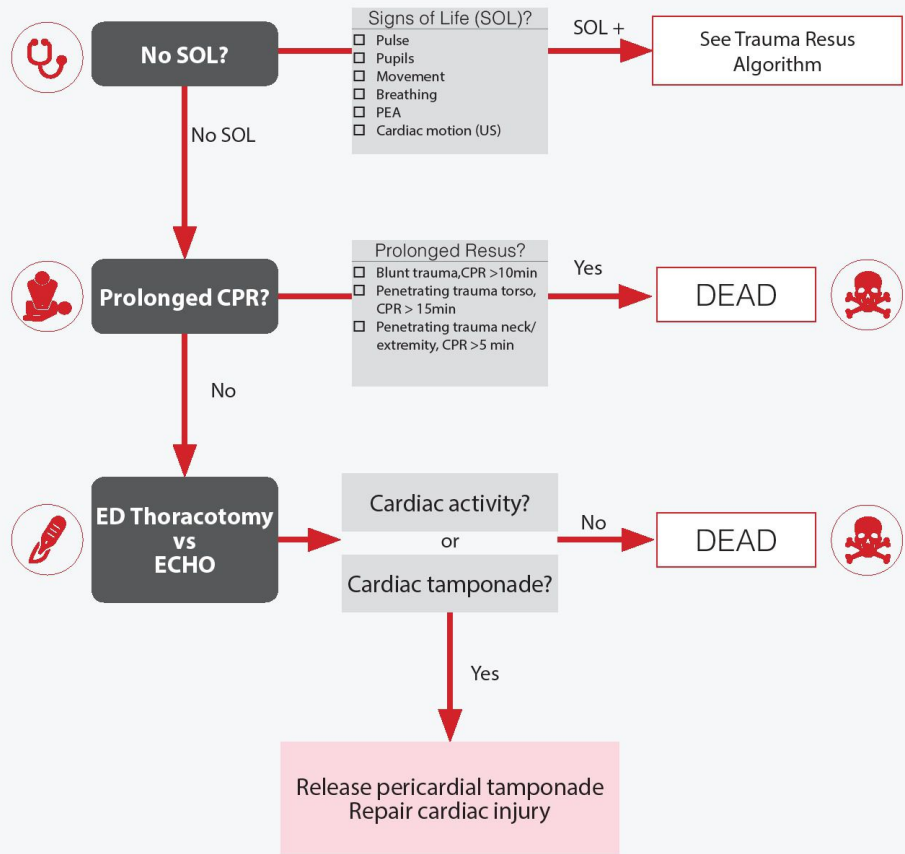 No SOL?
Signs of Life (SOL)?
☐ Pulse
☐ Pupils
☐ Movement
☐ Breathing
☐ PEA
☐ Cardiac motion (US)
SOL +
See Trauma Resus
Algorithm
No SOL
Prolonged CPR?
Prolonged Resus?
☐ Blunt trauma,CPR >10min
☐ Penetrating trauma torso,
CPR > 15min
☐ Penetrating trauma neck/
extremity, CPR >5 min
Yes
DEAD
No
ED Thoracotomy
vs
ECHO
Cardiac activity?
or
Cardiac tamponade?
No
DEAD
Yes
Release pericardial tamponade
Repair cardiac injury